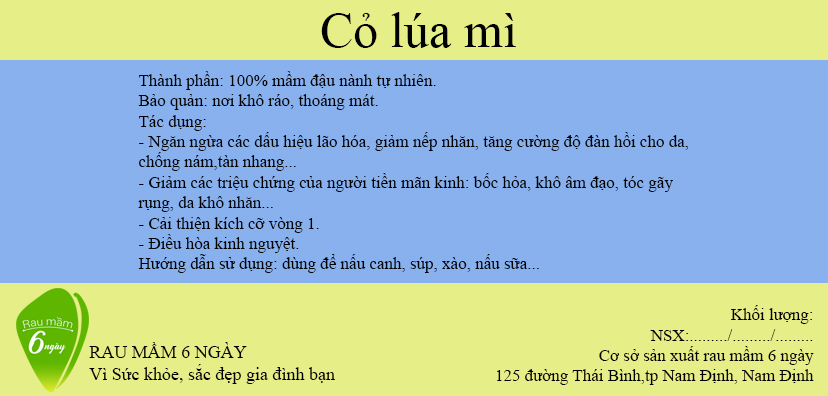 Cỏ lúa mì
Thành phần: 100% mầm đậu nành tự nhiên.
Bảo quản: nơi khô ráo, thoáng mát.
Tác dụng:
- Ngăn ngừa các dấu hiệu lão hóa, giảm nếp nhăn, tăng cường độ đàn hồi cho da,
chống nám,tàn nhang...
- Giảm các triệu chứng của người tiền mãn kinh: bốc hỏa, khô âm đạo, tóc gãy
rụng, da khô nhăn...
- Cải thiện kích cỡ vòng 1.
- Điều hòa kinh nguyệt.
Hướng dẫn sử dụng: dùng để nấu canh, súp, xào, nấu sữa...
Rau mầm
6 ngày
RAU MẦM 6 NGÀY
Vì Sức khỏe, sắc đẹp gia đình bạn
Khối lượng:
NSX:........./........./.........
Cơ sở sản xuất rau mầm 6 ngày
125 đường Thái Bình,tp Nam Định, Nam Định